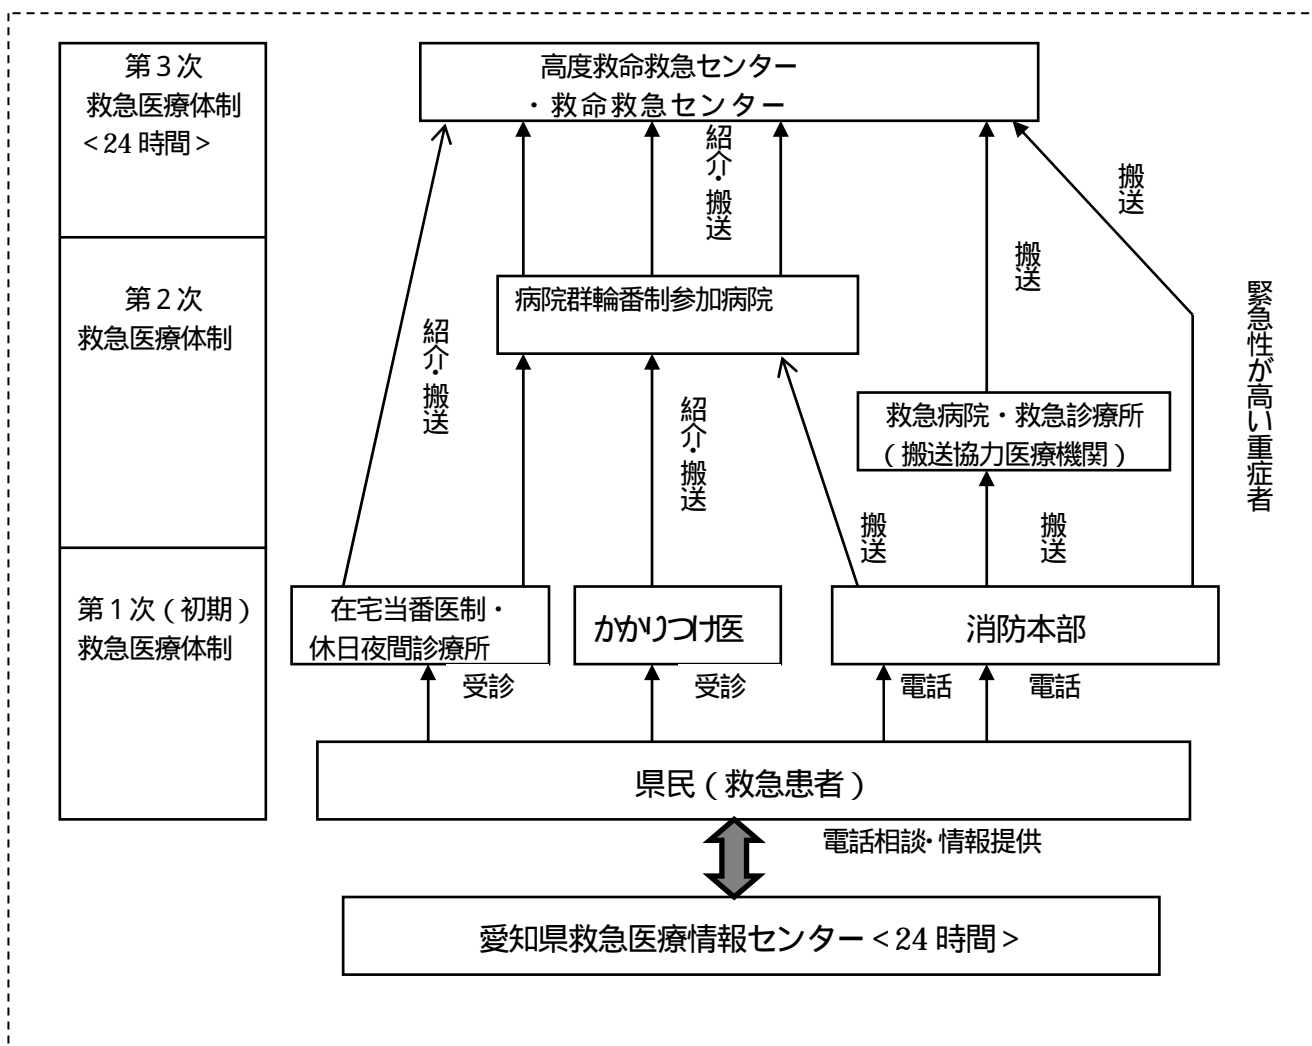 第３次
救急医療体制
＜24 時間＞
高度救命救急センター
・救命救急センター
紹介・搬送
搬送
搬送
第２次
救急医療体制
病院群輪番制参加病院
緊急性が高い重症者
紹介・搬送
紹介・搬送
救急病院・救急診療所
（搬送協力医療機関）
搬送
搬送
第１次（初期）
救急医療体制
在宅当番医制・
休日夜間診療所
かかりつけ医
消防本部
受診
受診
電話
電話
県民（救急患者）
電話相談・情報提供
愛知県救急医療情報センター＜24 時間＞